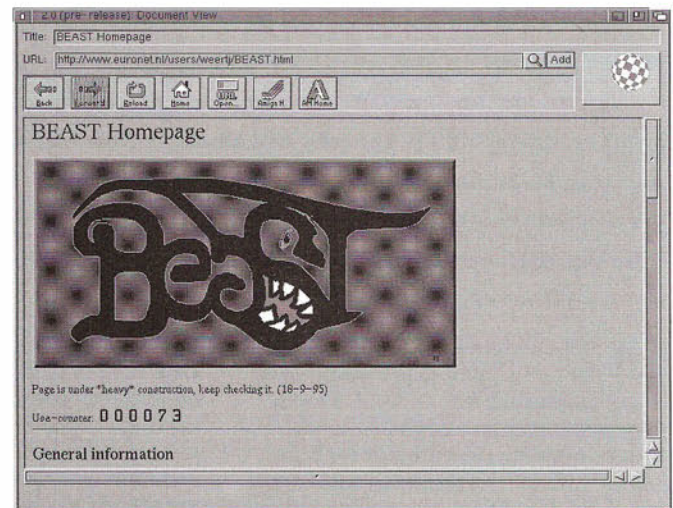 2.0 (pre-release): Document View
Title: BEAST Homepage
URL: http://www.euronet.nl/users/weertj/BEAST.html Add
Back Forward Reload Home Open... Amiga H AM Home
BEAST Homepage
BeaST
Page is under *heavy* construction, keep checking it. (18-9-95)
Use-counter: 000073
General information